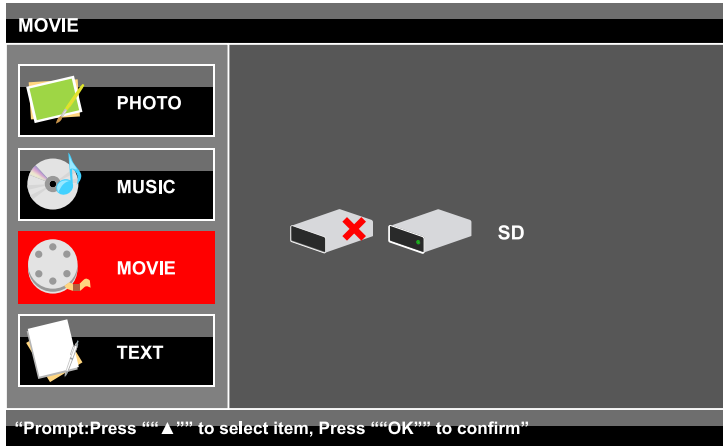 MOVIE
PHOTO
MUSIC
MOVIE
TEXT
SD
“Prompt:Press ““▲”” to select item, Press ““OK”” to confirm”